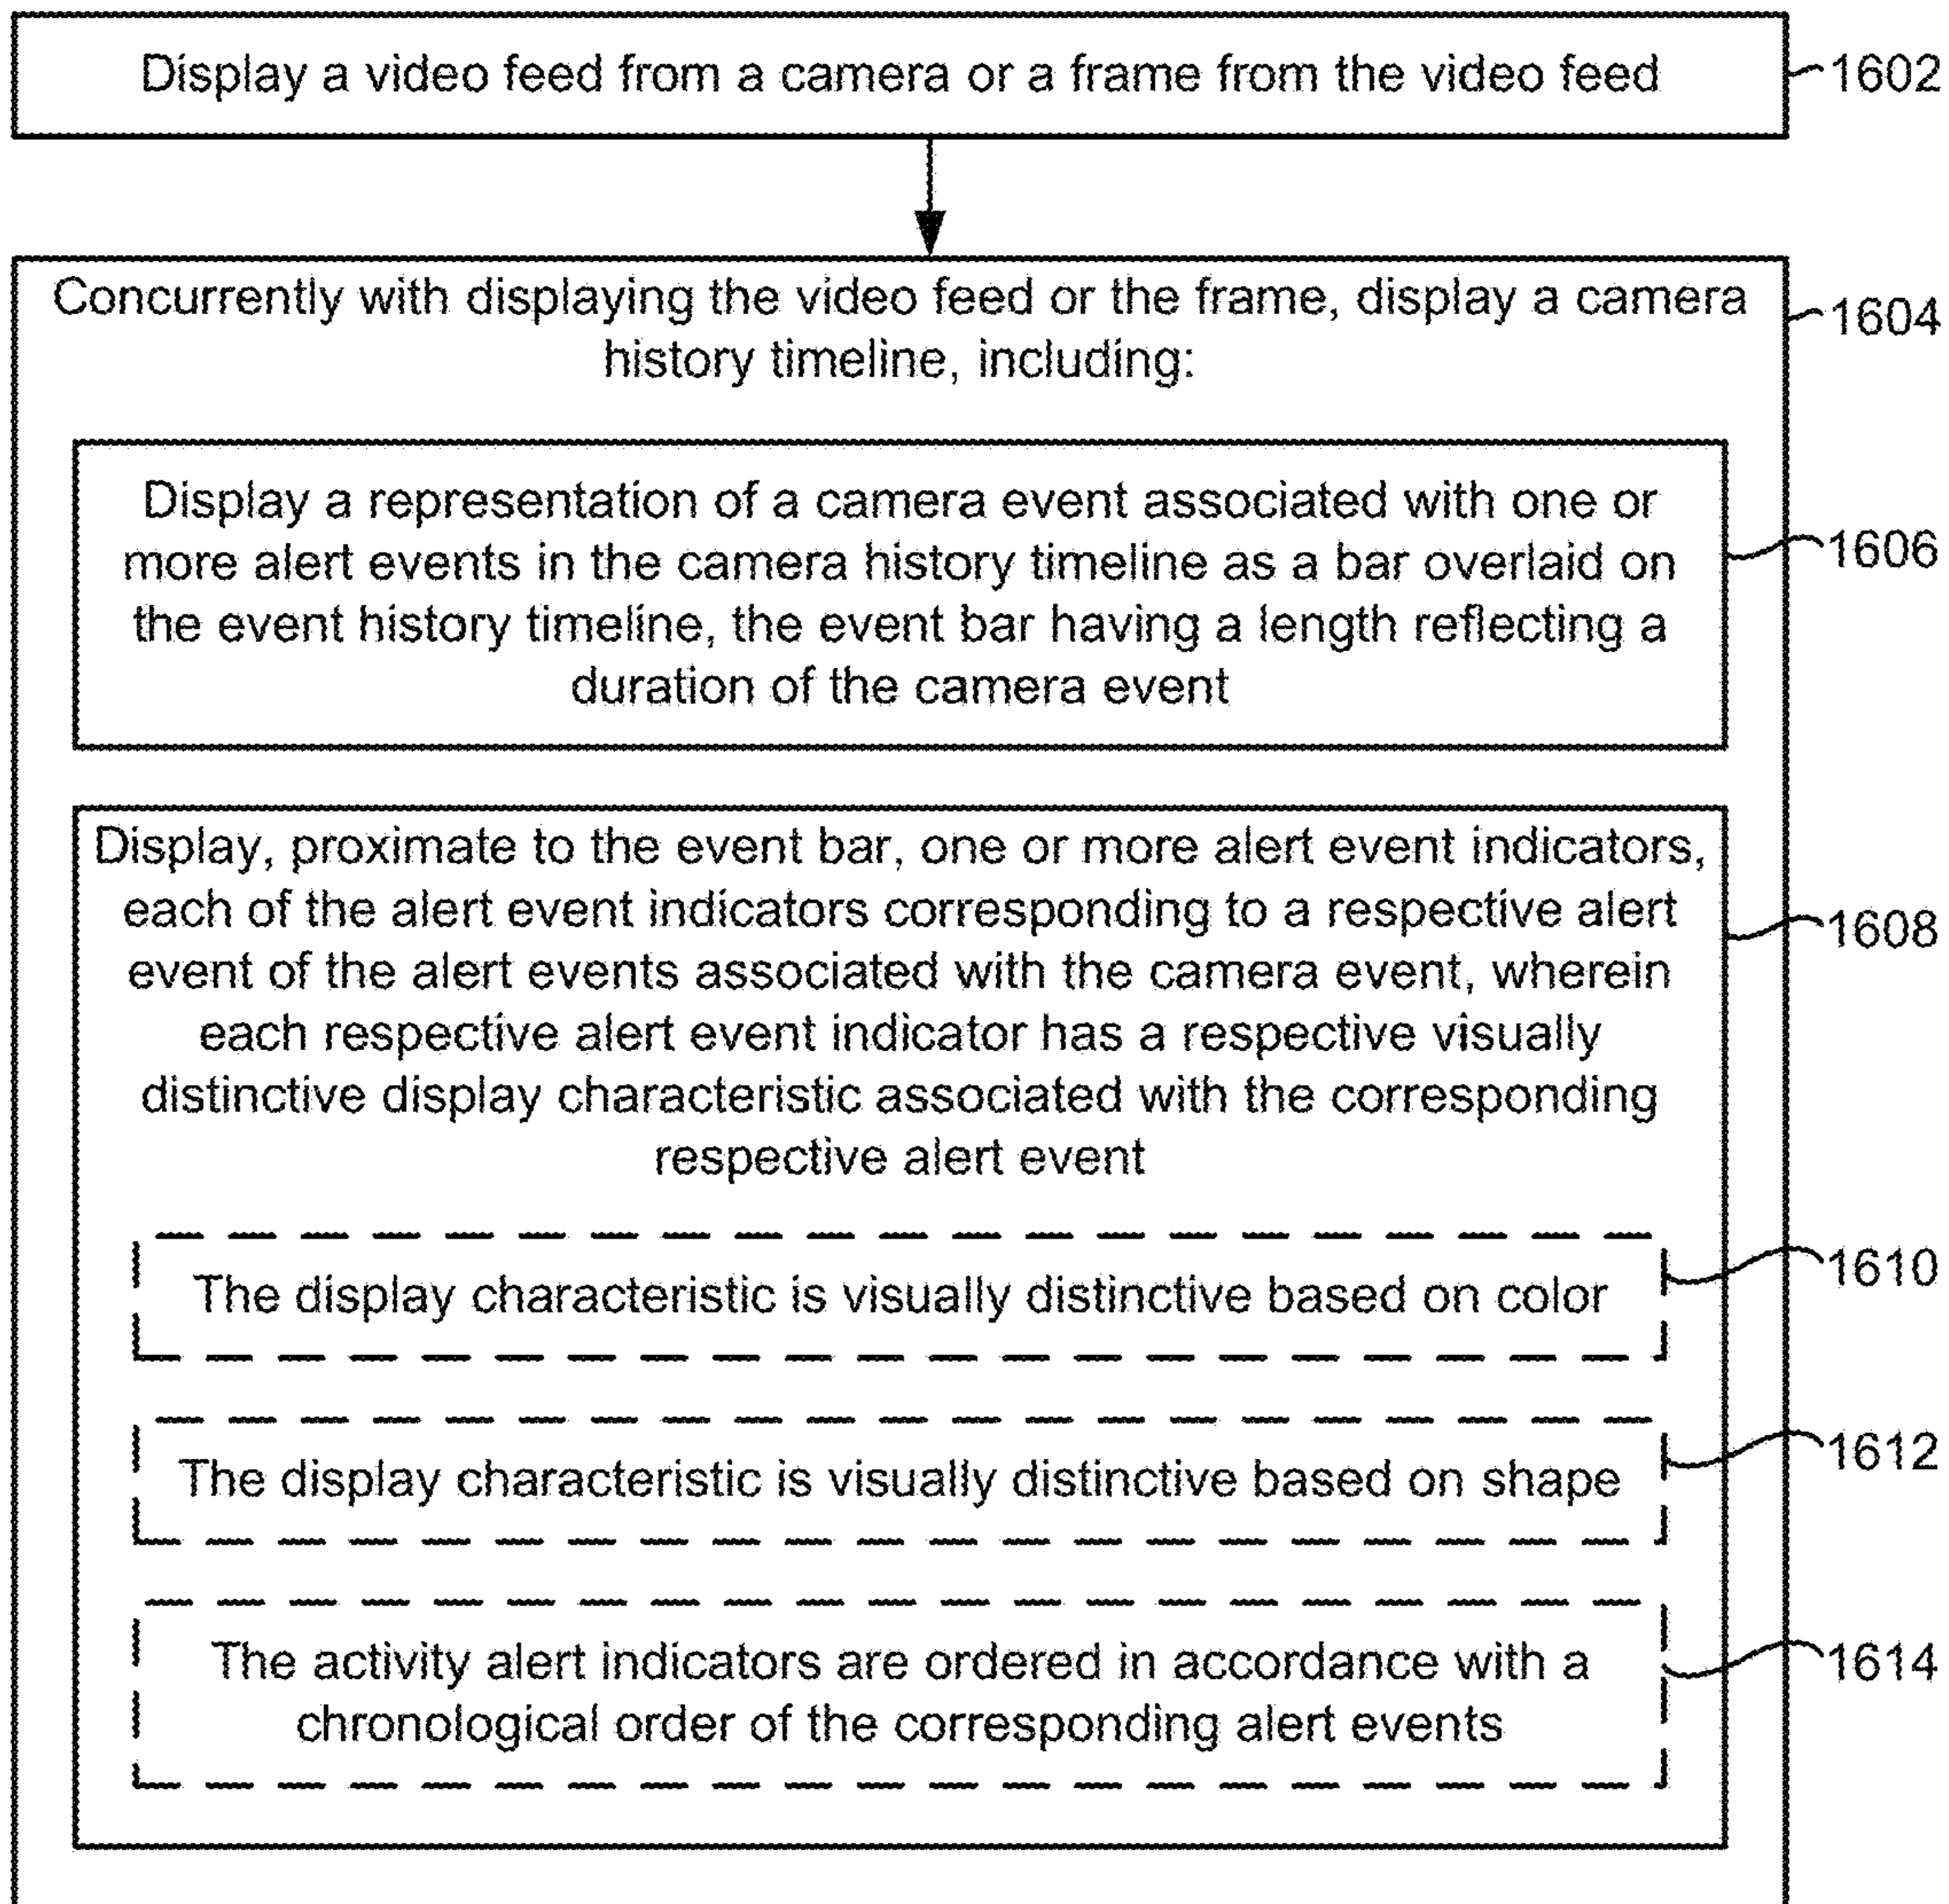 Display a video feed from a camera or a frame from the video feed
1602
Concurrently with displaying the video feed or the frame, display a camera
history timeline, including:
1604
Display a representation of a camera event associated with one or
more alert events in the camera history timeline as a bar overlaid on
the event history timeline, the event bar having a length reflecting a
duration of the camera event
1606
Display, proximate to the event bar, one or more alert event indicators,
each of the alert event indicators corresponding to a respective alert
event of the alert events associated with the camera event, wherein
each respective alert event indicator has a respective visually
distinctive display characteristic associated with the corresponding
respective alert event
1608
The display characteristic is visually distinctive based on color
1610
The display characteristic is visually distinctive based on shape
1612
The activity alert indicators are ordered in accordance with a
chronological order of the corresponding alert events
1614